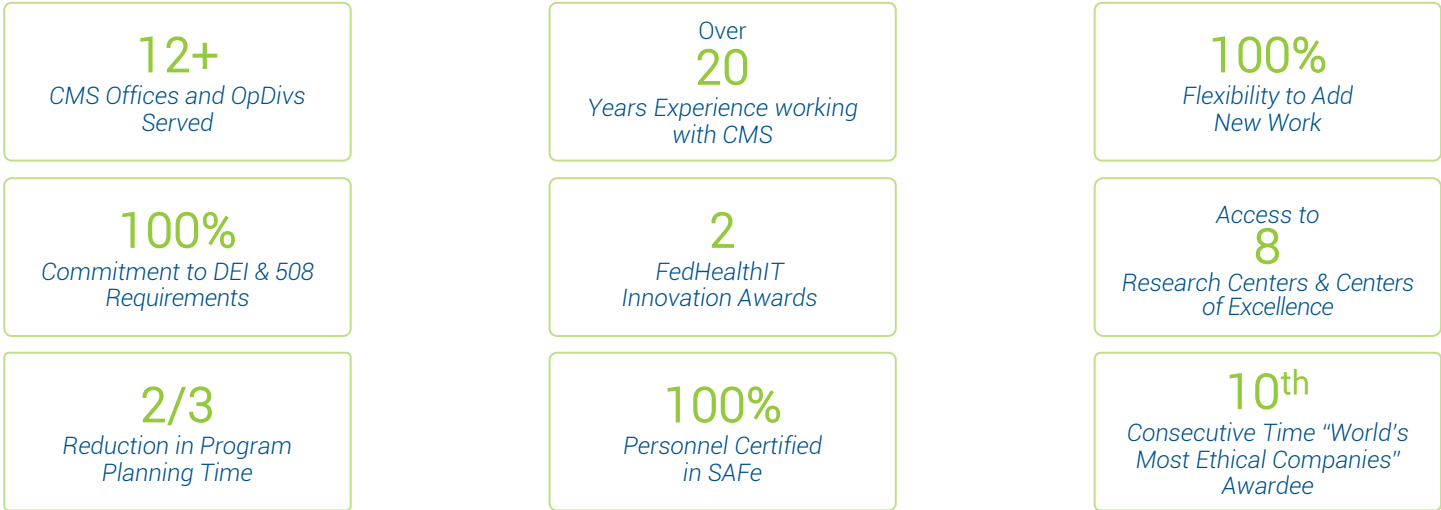 12+
CMS Offices and OpDivs
Served
Over
20
Years Experience working
with CMS
100%
Flexibility to Add
New Work
100%
Commitment to DEI & 508
Requirements
2
FedHealthIT
Innovation Awards
Access to
8
Research Centers & Centers
of Excellence
2/3
Reduction in Program
Planning Time
100%
Personnel Certified
in SAFe
10th
Consecutive Time “World's
Most Ethical Companies”
Awardee